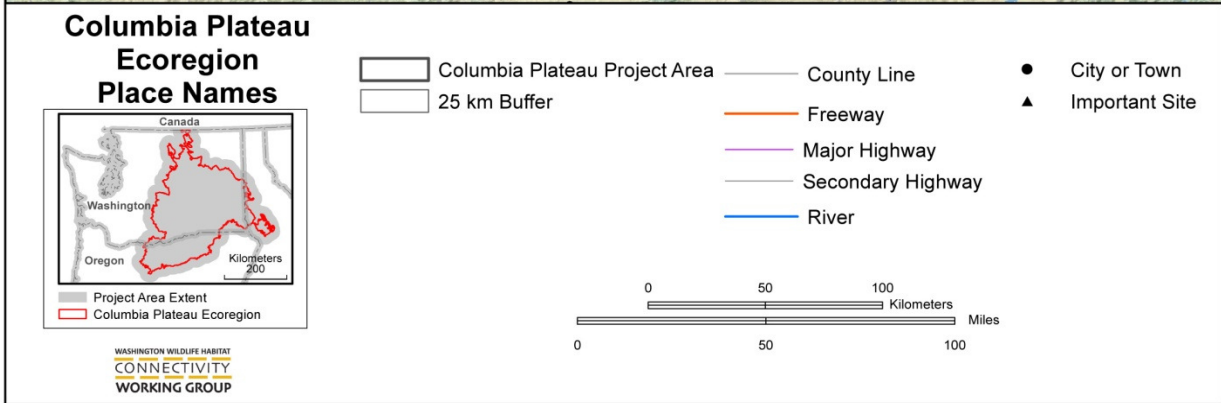 Columbia Plateau
Ecoregion
Place Names
Canada
Washington
Oregon
Kilometers
200
Project Area Extent
Columbia Plateau Ecoregion
WASHINGTON WILDLIFE HABITAT
CONNECTIVITY
WORKING GROUP
Columbia Plateau Project Area
25 km Buffer
County Line
Freeway
Major Highway
Secondary Highway
River
City or Town
Important Site
0 50 100
Kilometers
Miles
0 50 100